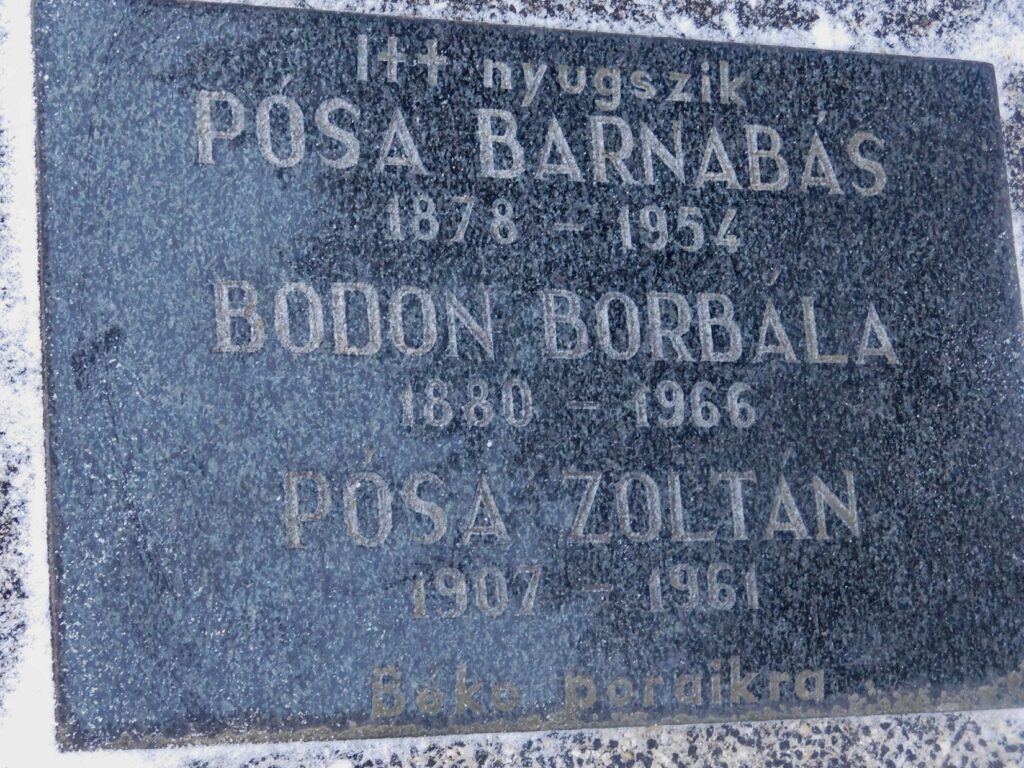 Itt nyugszik
PÓSA BARNABÁS
1878 - 1954
BODON BORBÁLA
1880 - 1966
PÓSA ZOLTÁN
1907 - 1961
Béke poraikra